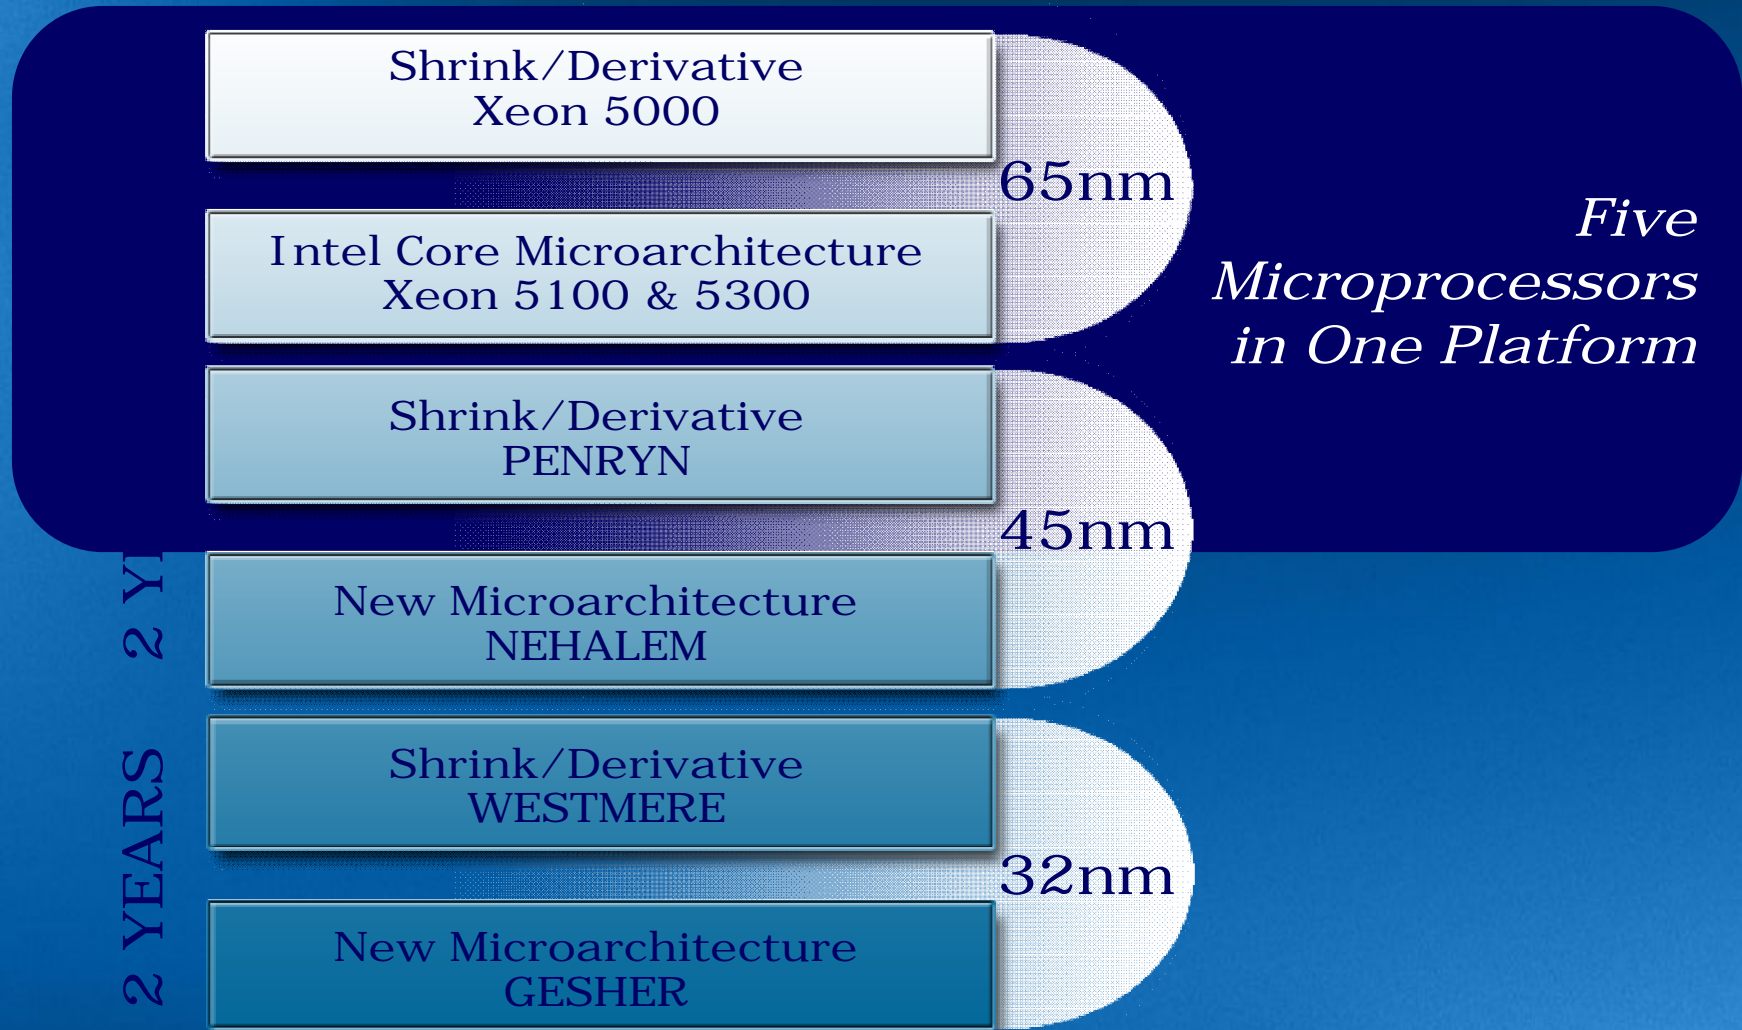 Shrink/Derivative
Xeon 5000
65nm
Intel Core Microarchitecture
Xeon 5100 & 5300
Five
Microprocessors
in One Platform
Shrink/Derivative
PENRYN
45nm
New Microarchitecture
NEHALEM
2
Shrink/Derivative
WESTMERE
32nm
New Microarchitecture
GESHER
2 YEARS